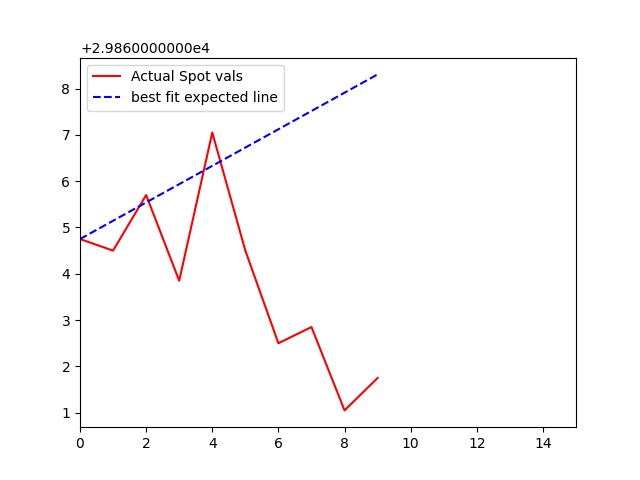 +2.9860000000e4
Actual Spot vals
best fit expected line
8
7
6
5
4
3
2
1
0 2 4 6 8 10 12 14